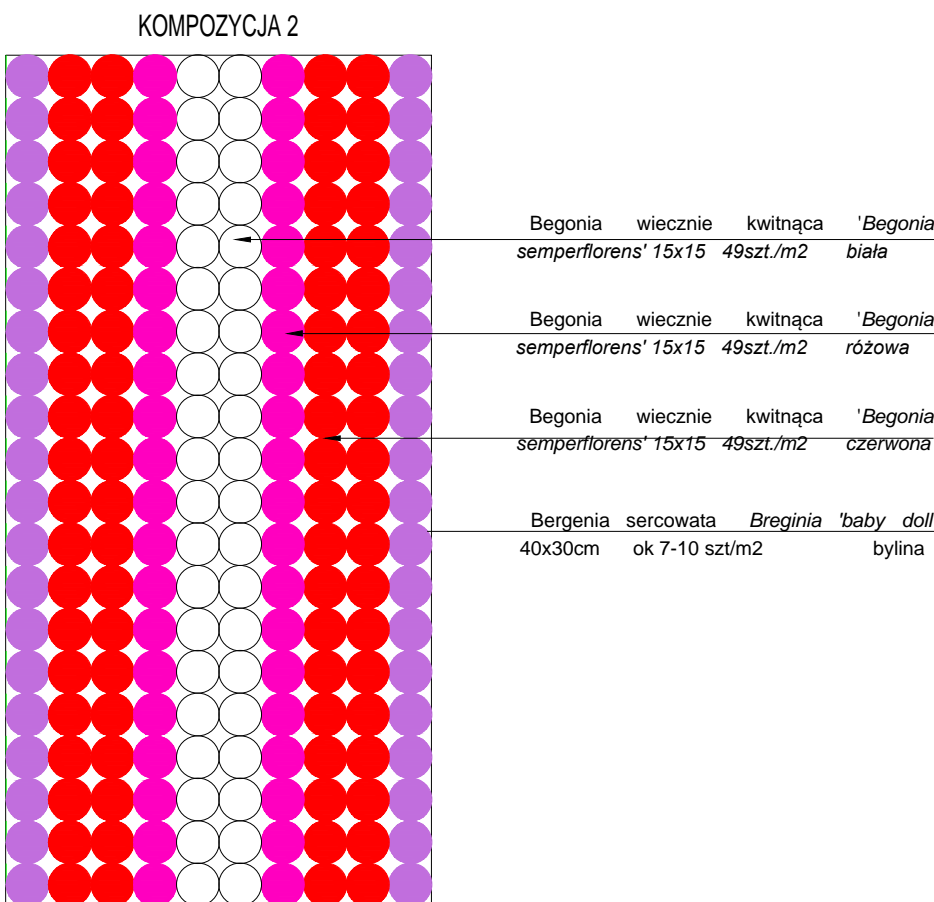 KOMPOZYCJA 2
Begonia wiecznie kwitnąca 'Begonia
semperflorens' 15x15 49szt./m2 biała
Begonia wiecznie kwitnąca 'Begonia
semperflorens' 15x15 49szt./m2 różowa
Begonia wiecznie kwitnąca 'Begonia
semperflorens' 15x15 49szt./m2 czerwona
Bergenia sercowata Breginia 'baby doll
40x30cm ok 7-10 szt/m2 bylina